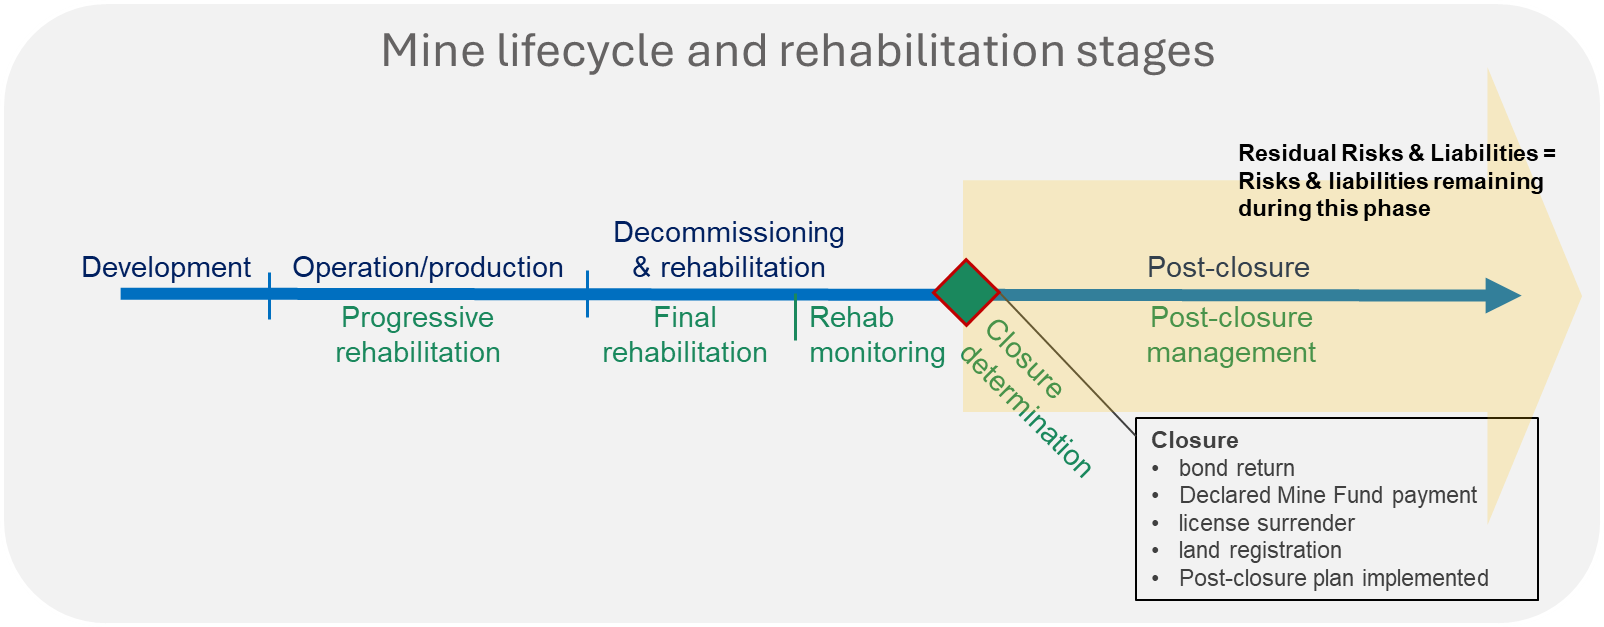 Mine lifecycle and rehabilitation stages
Residual Risks & Liabilities =
Risks & liabilities remaining
during this phase
Development
Operation/production
Decommissioning
& rehabilitation
Post-closure
Progressive
rehabilitation
Final
rehabilitation
Rehab
monitoring
Closure
determination
Post-closure
management
Closure
• bond return
• Declared Mine Fund payment
• license surrender
• land registration
• Post-closure plan implemented